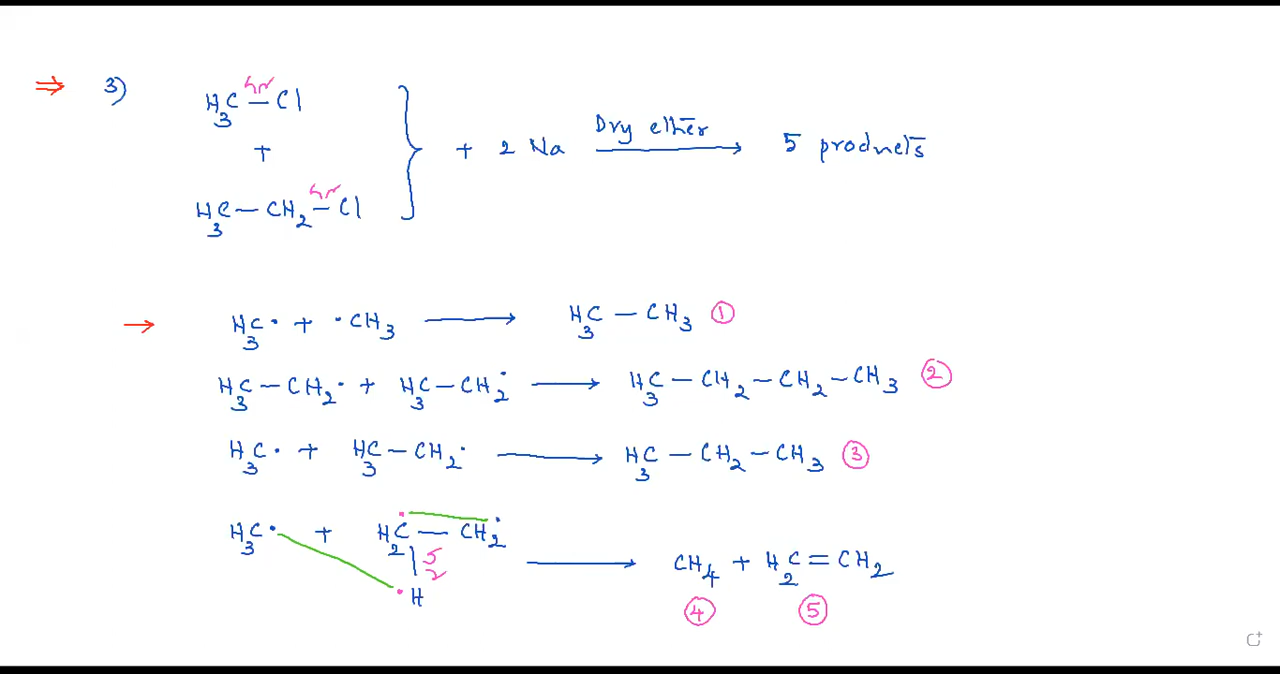 ⇒ 3) H₃C — Cl
+
H₃C — CH₂ — Cl
} + 2 Na Dry ether ⟶ 5 products
→ H₃C• + •CH₃ ⟶ H₃C — CH₃ ①
H₃C — CH₂• + H₃C — CH₂• ⟶ H₃C — CH₂ — CH₂ — CH₃ ②
H₃C• + H₃C — CH₂• ⟶ H₃C — CH₂ — CH₃ ③
H₃C• + H₂C• — CH₂• ⟶ CH₄ + H₂C = CH₂
•H ④ ⑤